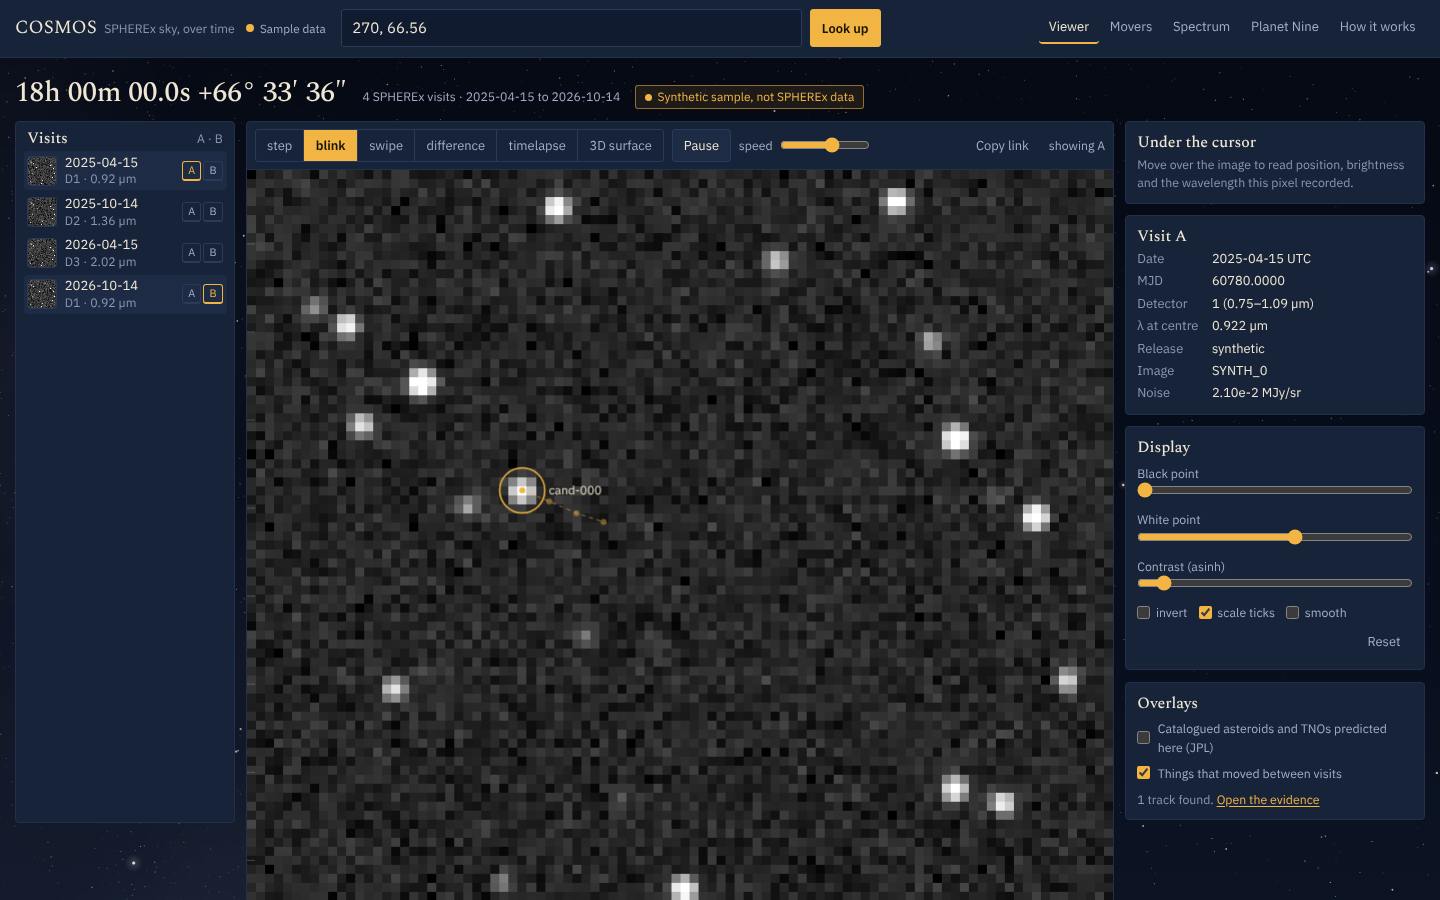 COSMOS SPHEREx sky, over time Sample data 270, 66.56 Look up Viewer Movers Spectrum Planet Nine How it works
18h 00m 00.0s +66° 33′ 36″ 4 SPHEREx visits · 2025-04-15 to 2026-10-14 Synthetic sample, not SPHEREx data
Visits A · B
2025-04-15
D1 · 0.92 µm A B
2025-10-14
D2 · 1.36 µm A B
2026-04-15
D3 · 2.02 µm A B
2026-10-14
D1 · 0.92 µm A B
step blink swipe difference timelapse 3D surface Pause speed Copy link showing A
cand-000
Under the cursor
Move over the image to read position, brightness
and the wavelength this pixel recorded.
Visit A
Date 2025-04-15 UTC
MJD 60780.0000
Detector 1 (0.75–1.09 µm)
λ at centre 0.922 µm
Release synthetic
Image SYNTH_0
Noise 2.10e-2 MJy/sr
Display
Black point
White point
Contrast (asinh)
invert scale ticks smooth
Reset
Overlays
Catalogued asteroids and TNOs predicted
here (JPL)
Things that moved between visits
1 track found. Open the evidence